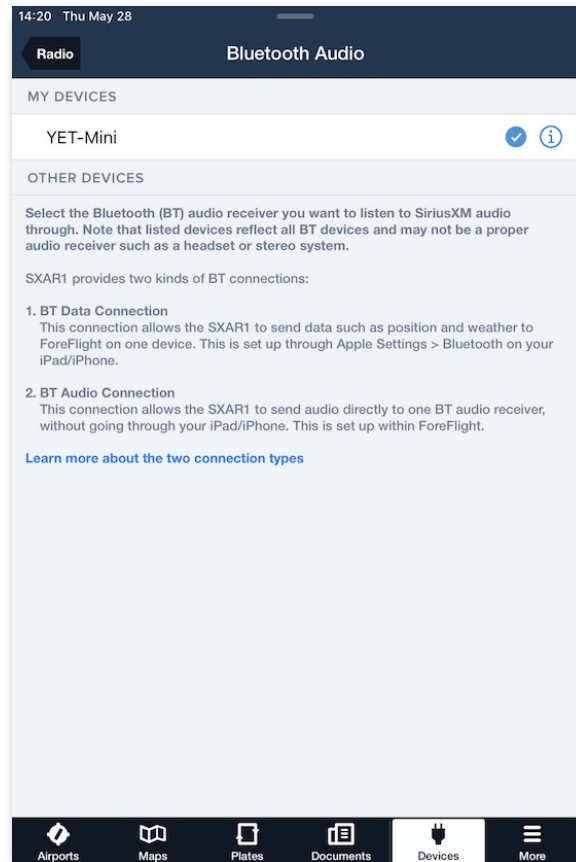 14:20 Thu May 28
Radio
Bluetooth Audio
MY DEVICES
YET-Mini
OTHER DEVICES
Select the Bluetooth (BT) audio receiver you want to listen to SiriusXM audio
through. Note that listed devices reflect all BT devices and may not be a proper
audio receiver such as a headset or stereo system.
SXAR1 provides two kinds of BT connections:
1. BT Data Connection
This connection allows the SXAR1 to send data such as position and weather to
ForeFlight on one device. This is set up through Apple Settings > Bluetooth on your
iPad/iPhone.
2. BT Audio Connection
This connection allows the SXAR1 to send audio directly to one BT audio receiver,
without going through your iPad/iPhone. This is set up within ForeFlight.
Learn more about the two connection types
Airports Maps Plates Documents Devices More